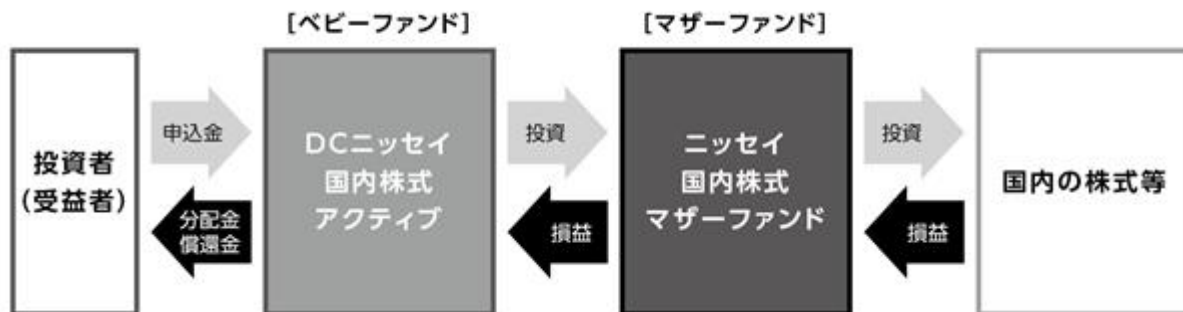 [ベビーファンド]
[マザーファンド]
投資者
(受益者)
申込金
分配金
償還金
DCニッセイ
国内株式
アクティブ
投資
損益
ニッセイ
国内株式
マザーファンド
投資
損益
国内の株式等